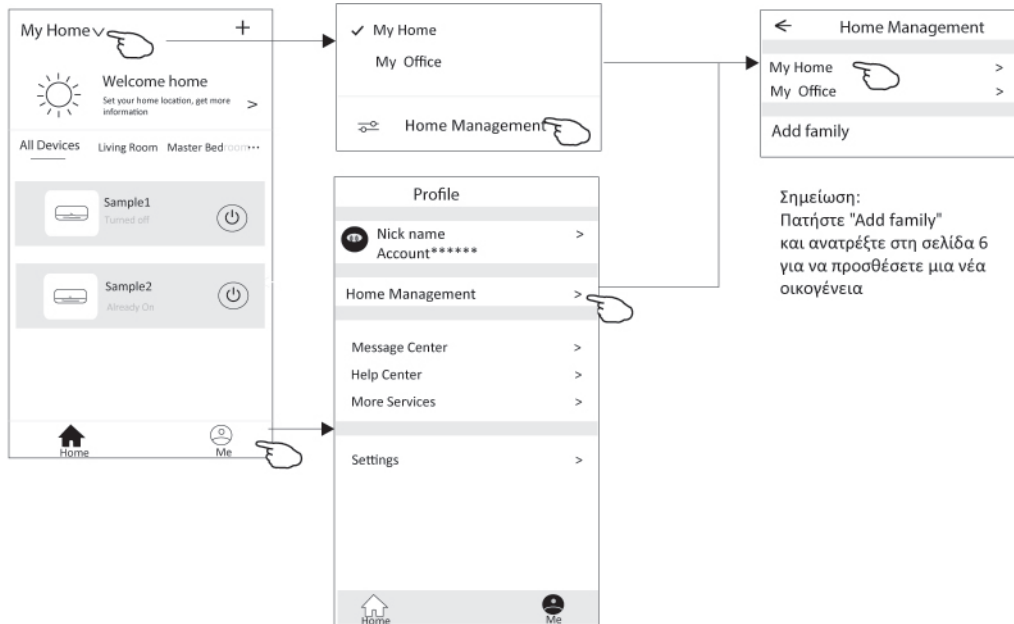 My Home
+
Welcome home
Set your home location, get more
information
>
All Devices Living Room Master Bedroom...
Sample1
Turned off
Sample2
Already On
Home
Me
✓ My Home
My Office
Home Management
Profile
Nick name >
Account******
Home Management >
Message Center >
Help Center >
More Services >
Settings >
Home
Me
← Home Management
My Home >
My Office >
Add family
Σημείωση:
Πατήστε "Add family"
και ανατρέξτε στη σελίδα 6
για να προσθέσετε μια νέα
οικογένεια